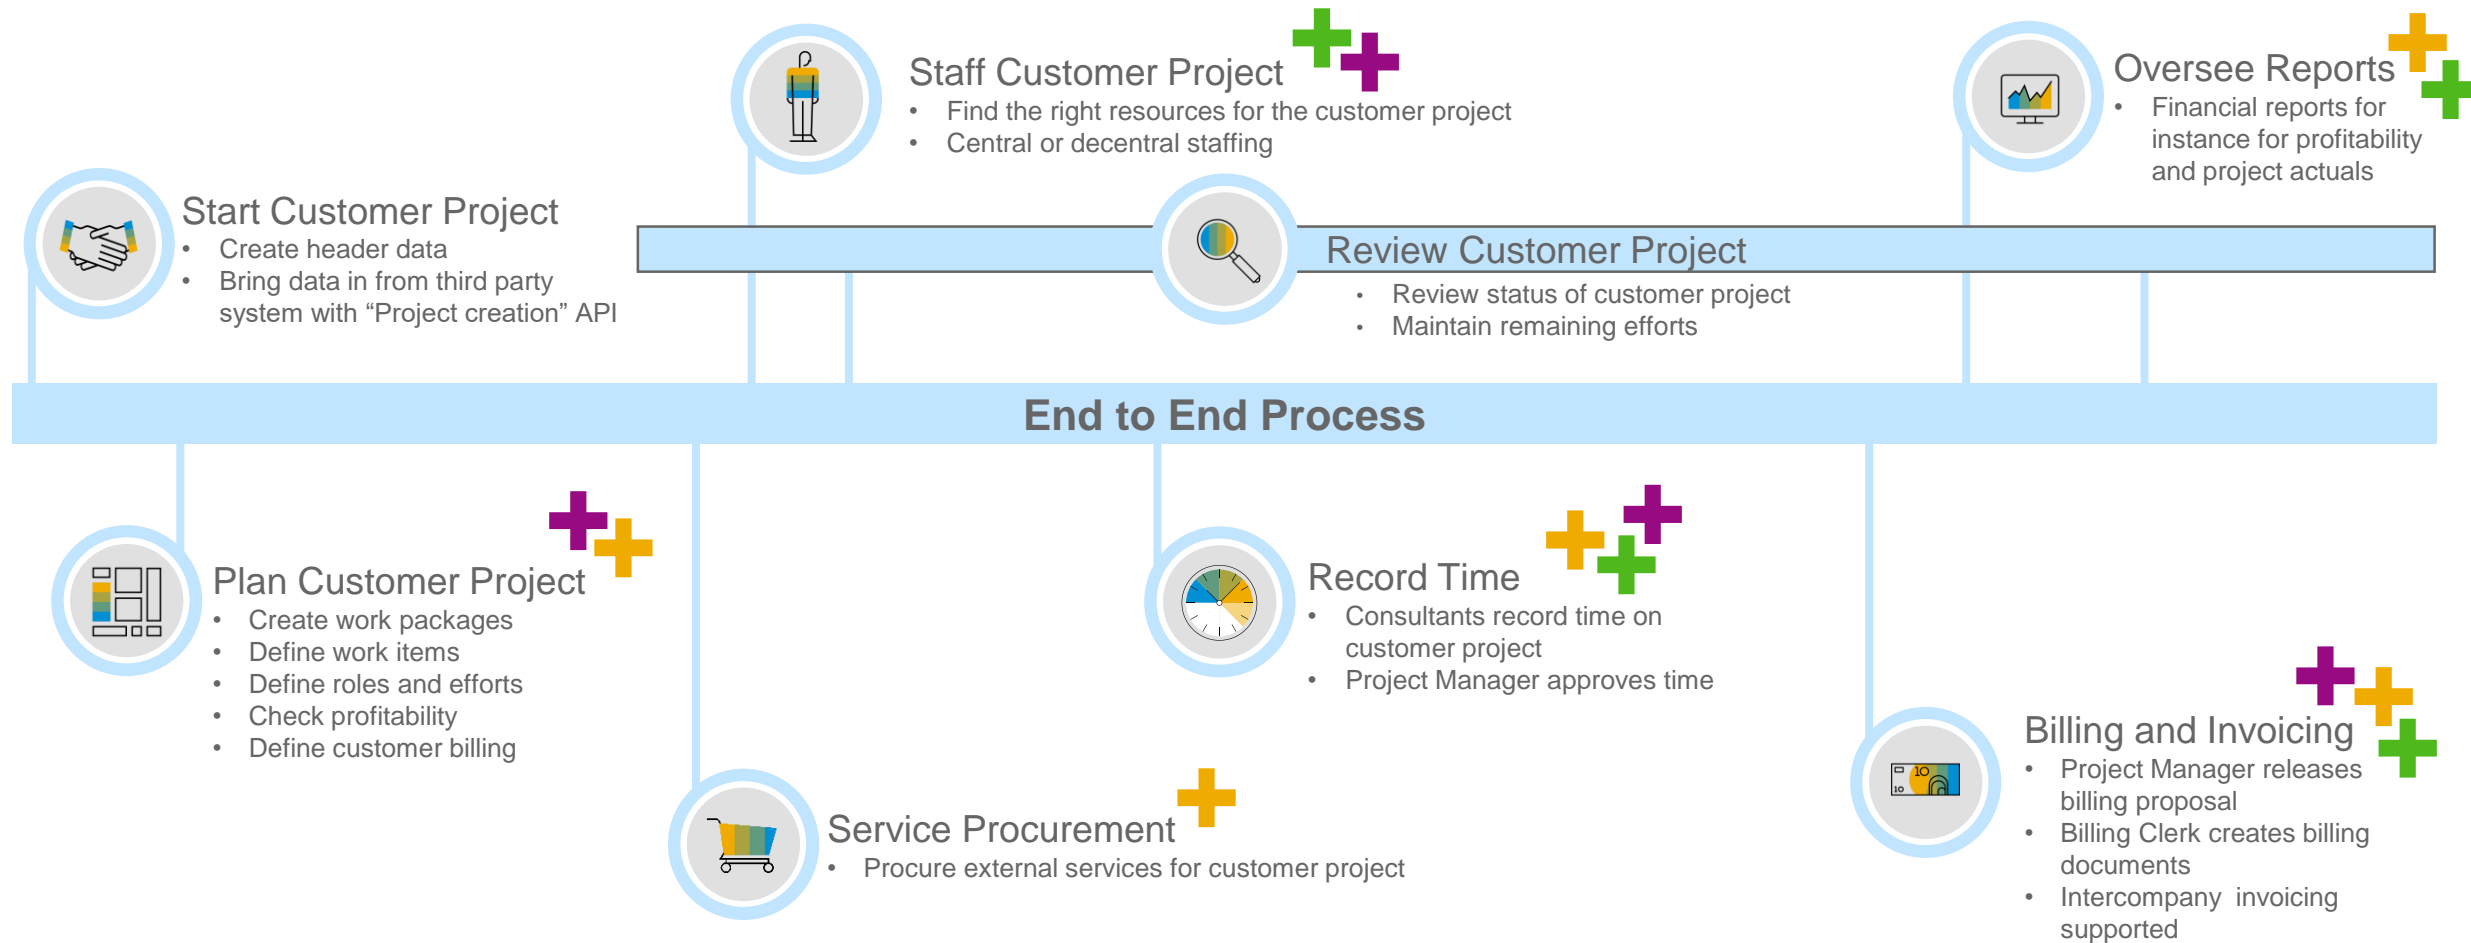 Start Customer Project
• Create header data
• Bring data in from third party
system with “Project creation” API
Staff Customer Project
• Find the right resources for the customer project
• Central or decentral staffing
Oversee Reports
• Financial reports for
instance for profitability
and project actuals
Review Customer Project
• Review status of customer project
• Maintain remaining efforts
End to End Process
Plan Customer Project
• Create work packages
• Define work items
• Define roles and efforts
• Check profitability
• Define customer billing
Service Procurement
• Procure external services for customer project
Record Time
• Consultants record time on
customer project
• Project Manager approves time
10
10
Billing and Invoicing
• Project Manager releases
billing proposal
• Billing Clerk creates billing
documents
• Intercompany invoicing
supported